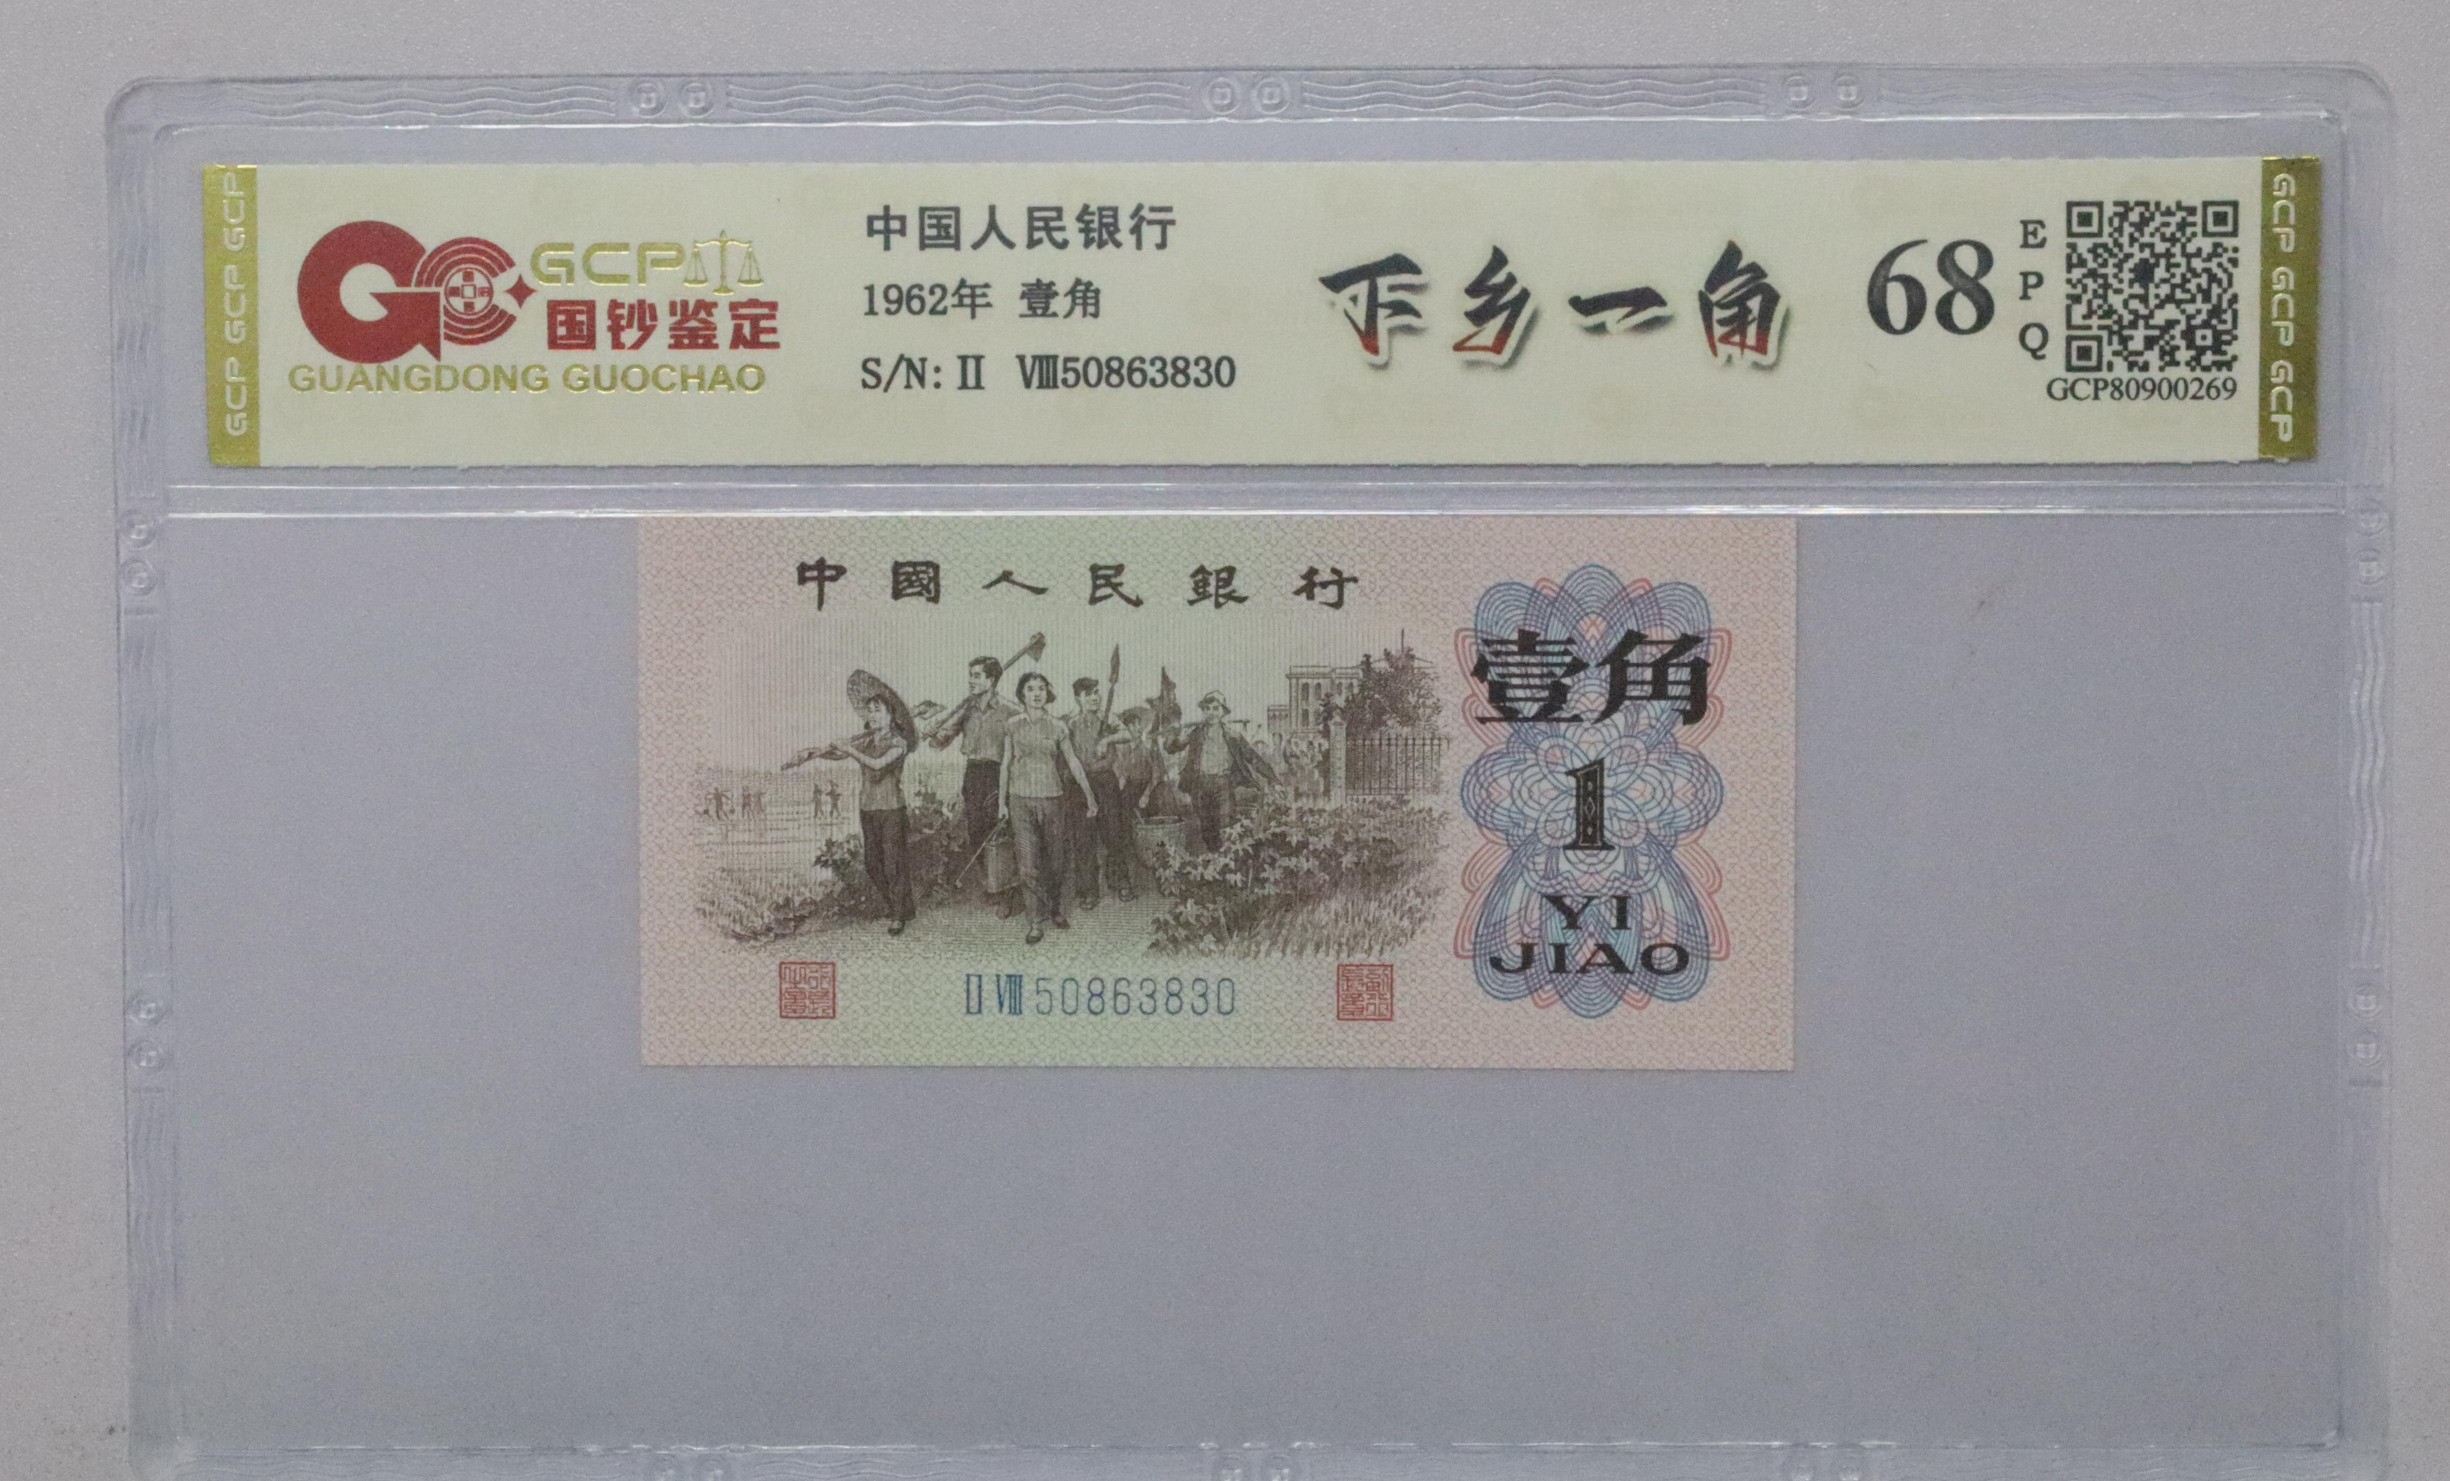 GCP GCP GCP
GCP
国钞鉴定
GUANGDONG GUOCHAO
中国人民银行
1962年 壹角
S/N: Ⅱ Ⅷ50863830
下乡一角
68
E
P
Q
GCP80900269
GCP GCP GCP
中國人民銀行
壹角
1
YI
JIAO
Ⅱ Ⅷ 50863830